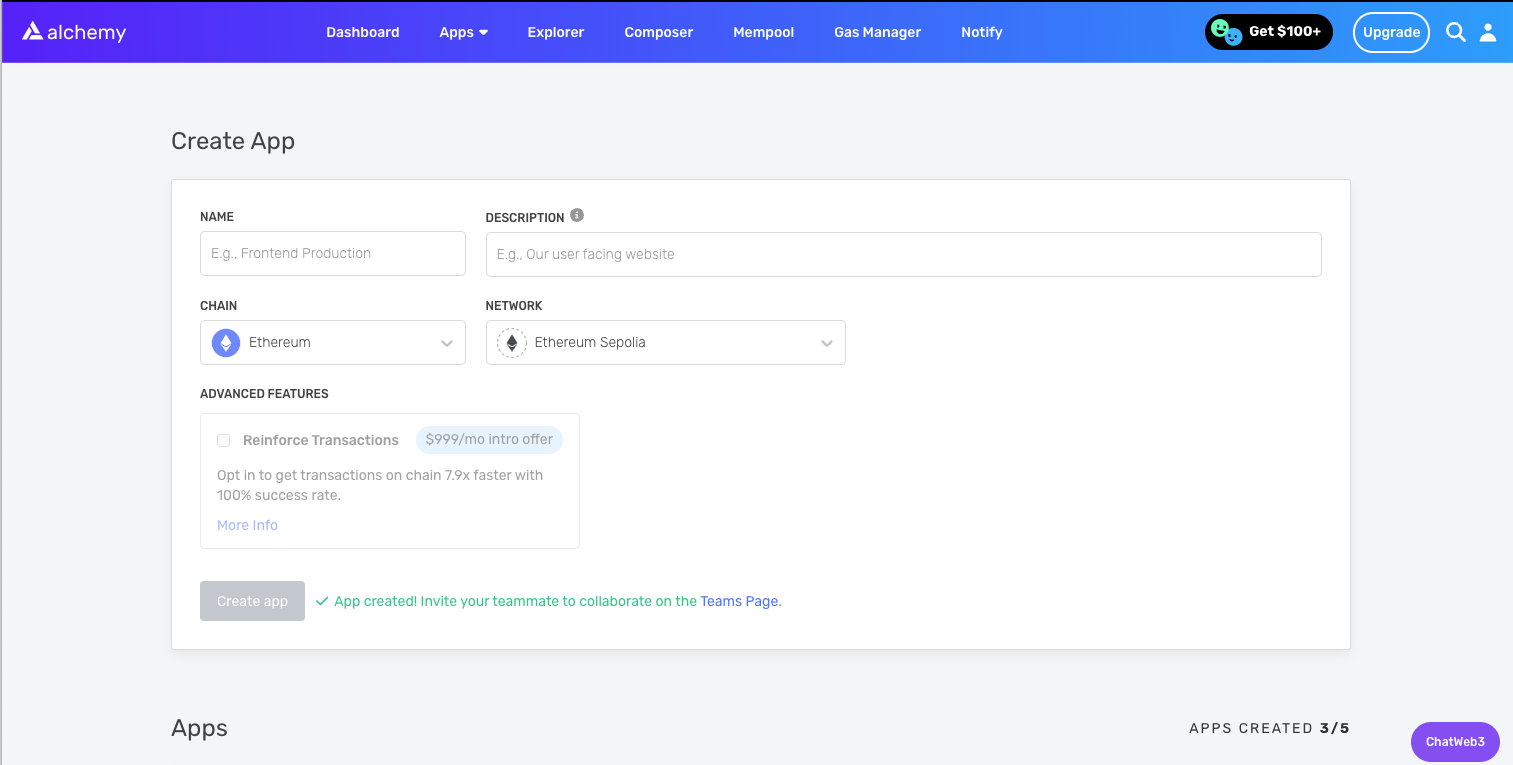 alchemy Dashboard Apps Explorer Composer Mempool Gas Manager Notify Get $100+ Upgrade
Create App
NAME DESCRIPTION
E.g., Frontend Production E.g., Our user facing website
CHAIN NETWORK
Ethereum Ethereum Sepolia
ADVANCED FEATURES
Reinforce Transactions $999/mo intro offer
Opt in to get transactions on chain 7.9x faster with
100% success rate.
More Info
Create app App created! Invite your teammate to collaborate on the Teams Page.
Apps APPS CREATED 3/5
ChatWeb3